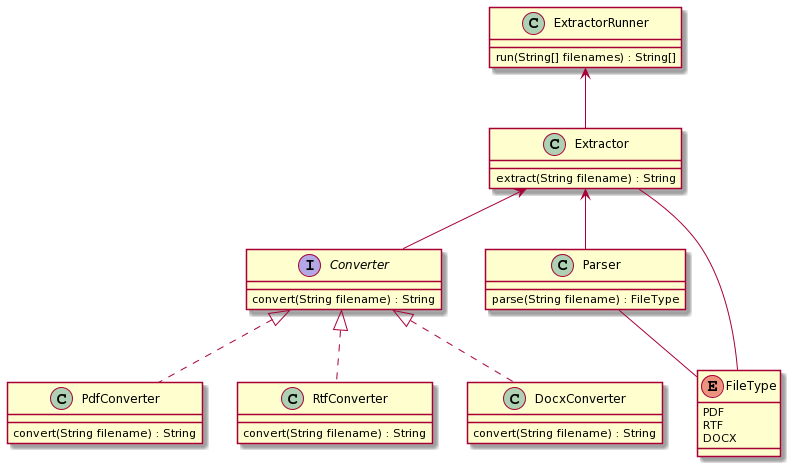 C ExtractorRunner
run(String[] filenames) : String[]
C Extractor
extract(String filename) : String
I Converter
convert(String filename) : String
C Parser
parse(String filename) : FileType
C PdfConverter
convert(String filename) : String
C RtfConverter
convert(String filename) : String
C DocxConverter
convert(String filename) : String
E FileType
PDF
RTF
DOCX